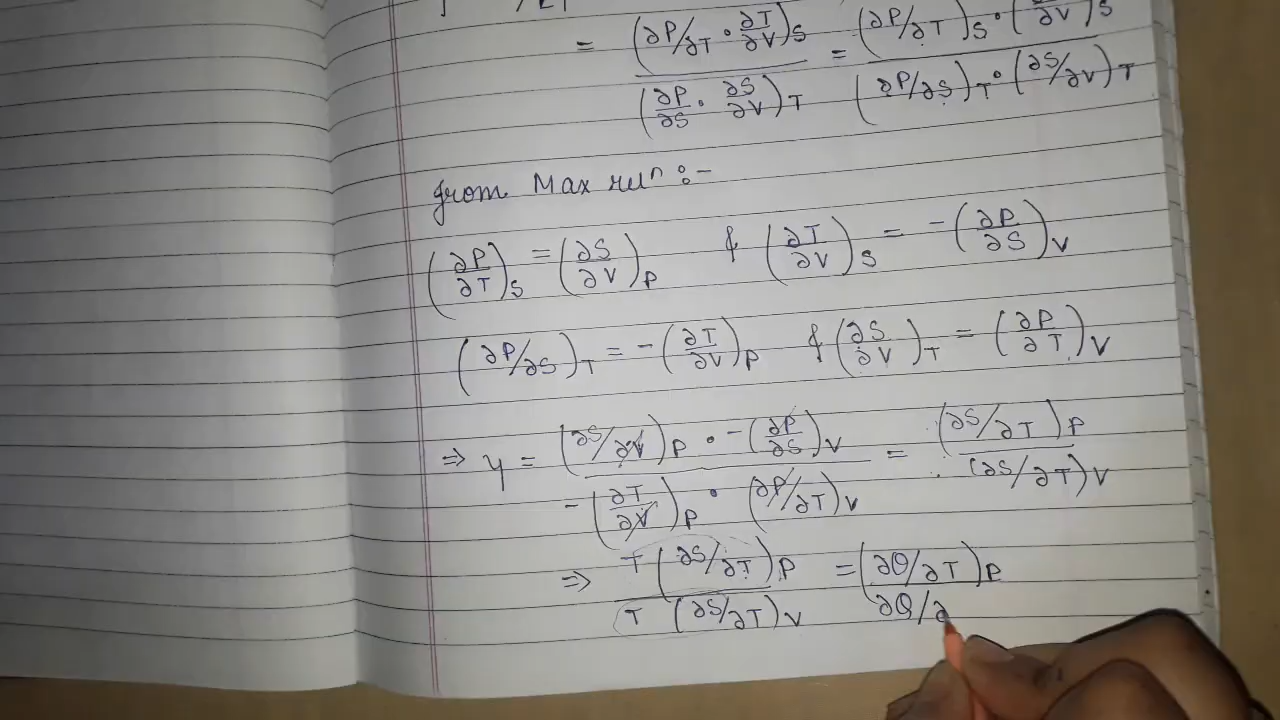 = (∂P/∂T · ∂T/∂V)S / (∂P/∂S · ∂S/∂V)T = (∂P/∂T)S · (∂V)S / (∂P/∂S)T · (∂S/∂V)T
from Max reln :-
(∂P/∂T)S = (∂S/∂V)P & (∂T/∂V)S = -(∂P/∂S)V
(∂P/∂S)T = -(∂T/∂V)P & (∂S/∂V)T = (∂P/∂T)V
⇒ γ = (∂S/∂V)P · -(∂P/∂S)V / -(∂T/∂V)P · (∂P/∂T)V = (∂S/∂T)P / (∂S/∂T)V
⇒ T(∂S/∂T)P / T(∂S/∂T)V = (∂Q/∂T)P / ∂Q/∂